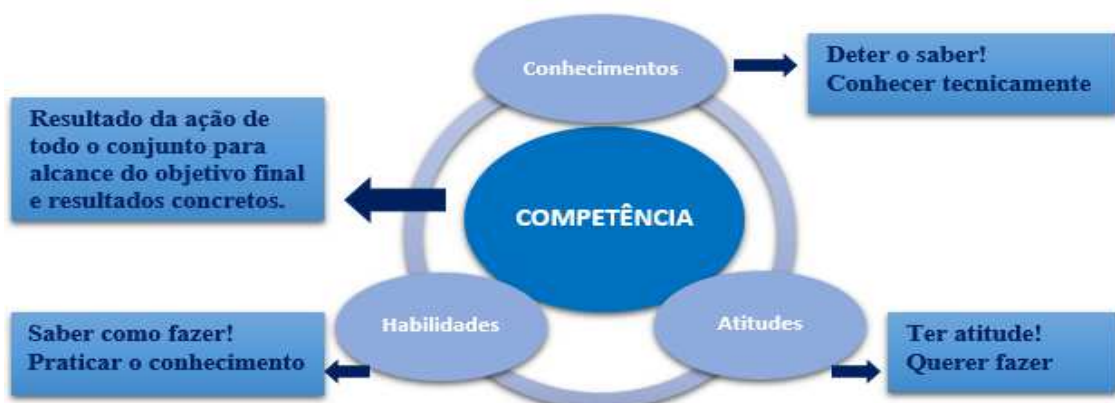 Conhecimentos
Deter o saber!
Conhecer tecnicamente
Resultado da ação de
todo o conjunto para
alcance do objetivo final
e resultados concretos.
COMPETÊNCIA
Habilidades
Atitudes
Saber como fazer!
Praticar o conhecimento
Ter atitude!
Querer fazer